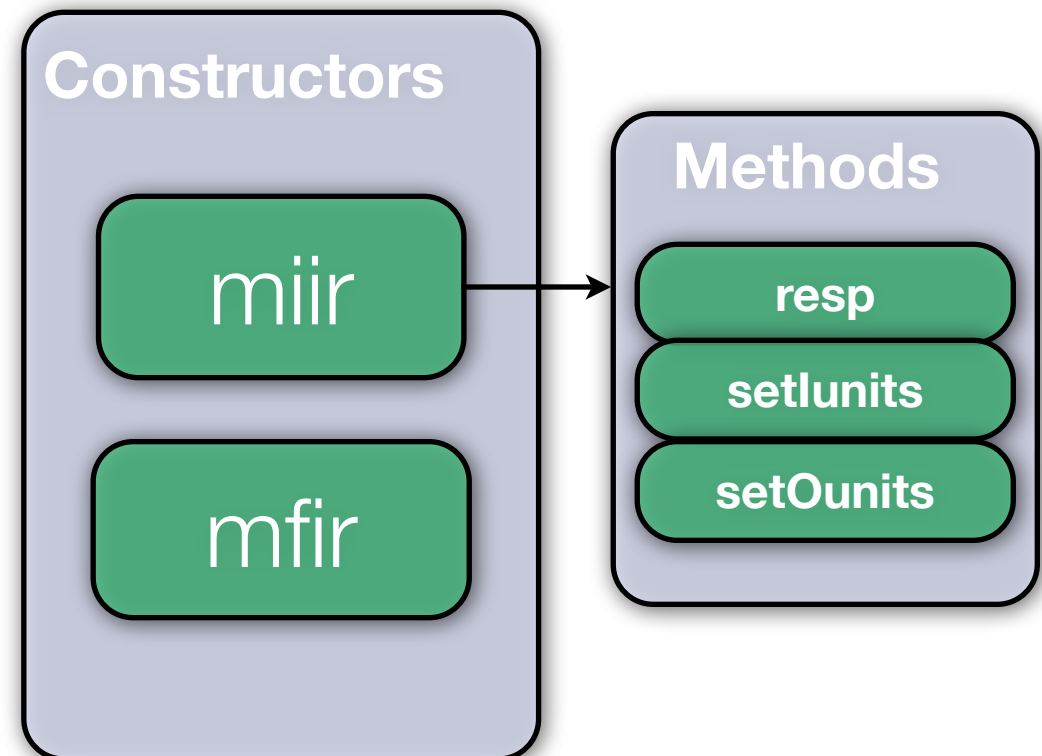 Constructors
miir
mfir
Methods
resp
setIunits
setOunits